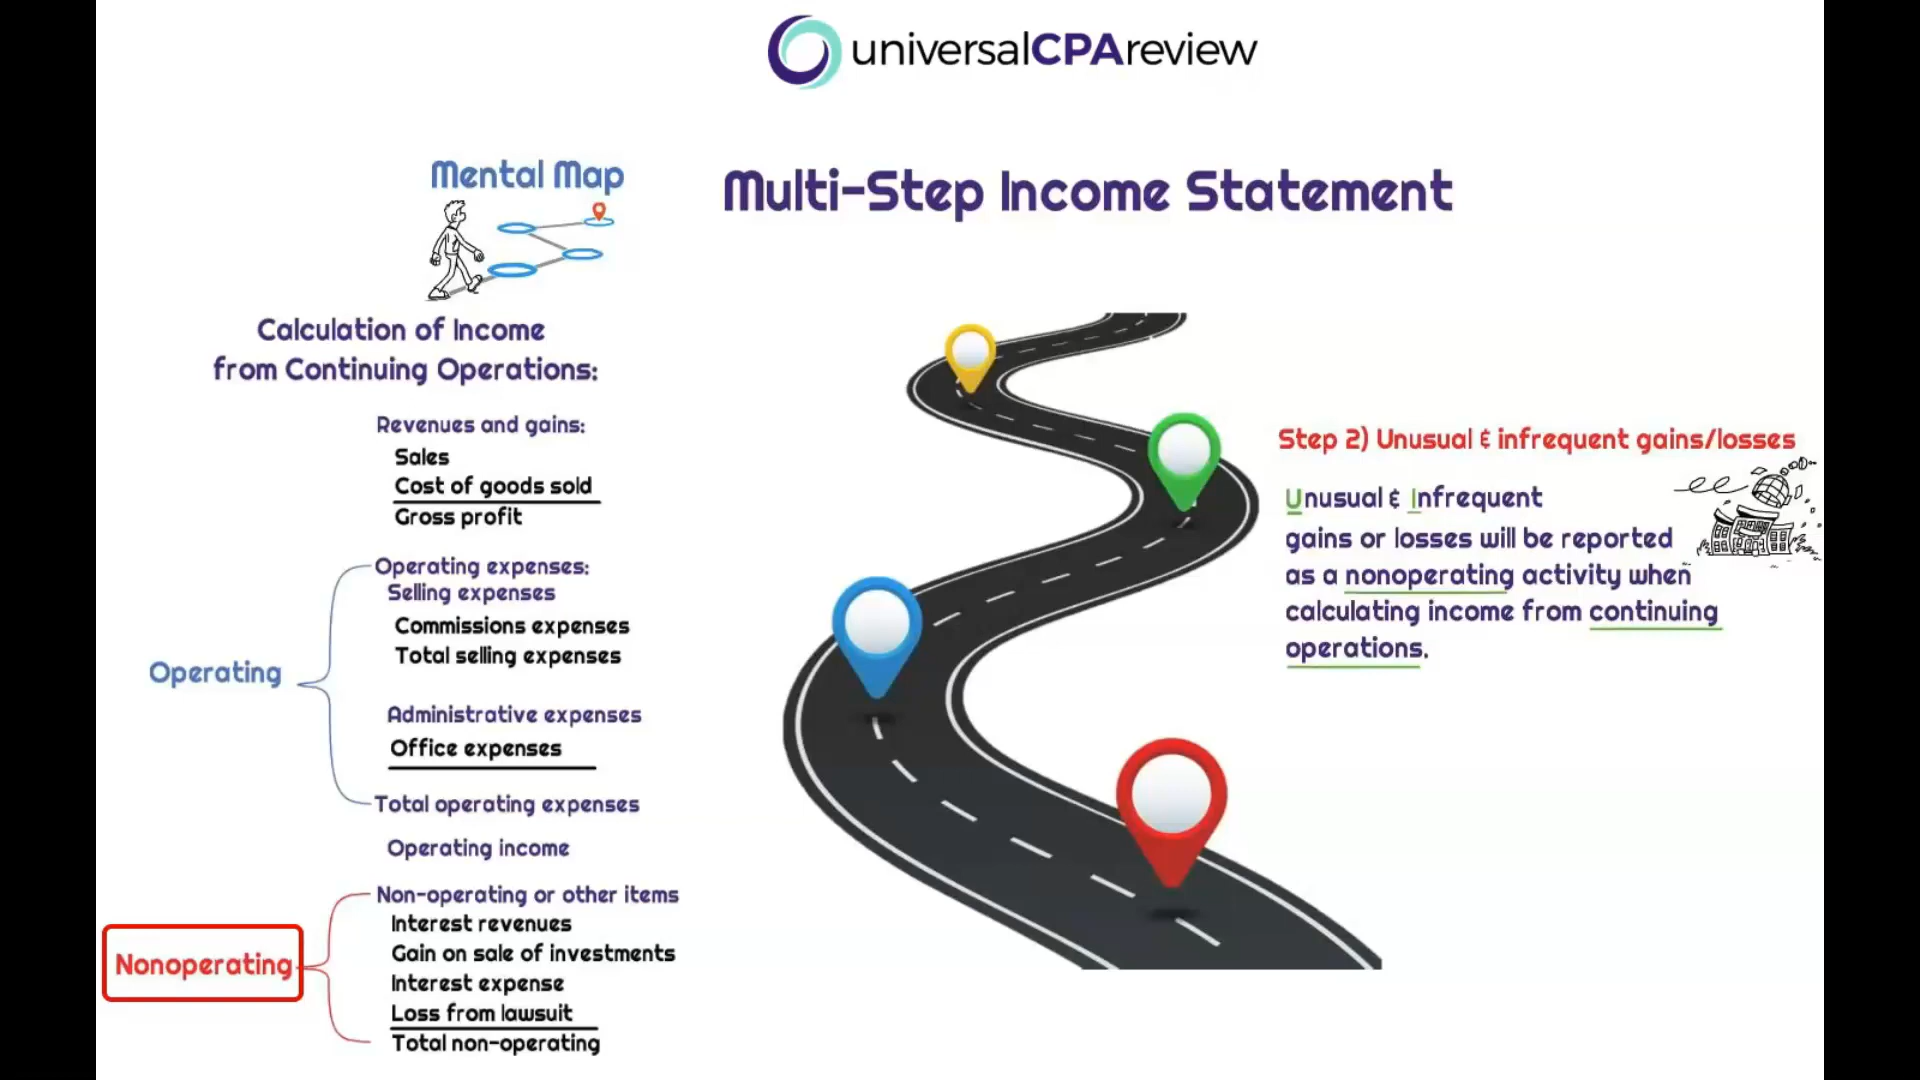 universalCPAreview
Mental Map
Multi-Step Income Statement
Calculation of Income
from Continuing Operations:
Revenues and gains:
Sales
Cost of goods sold
Gross profit
Operating
Operating expenses:
Selling expenses
Commissions expenses
Total selling expenses
Administrative expenses
Office expenses
Total operating expenses
Operating income
Nonoperating
Non-operating or other items
Interest revenues
Gain on sale of investments
Interest expense
Loss from lawsuit
Total non-operating
Step 2) Unusual & infrequent gains/losses
Unusual & Infrequent
gains or losses will be reported
as a nonoperating activity when
calculating income from continuing
operations.